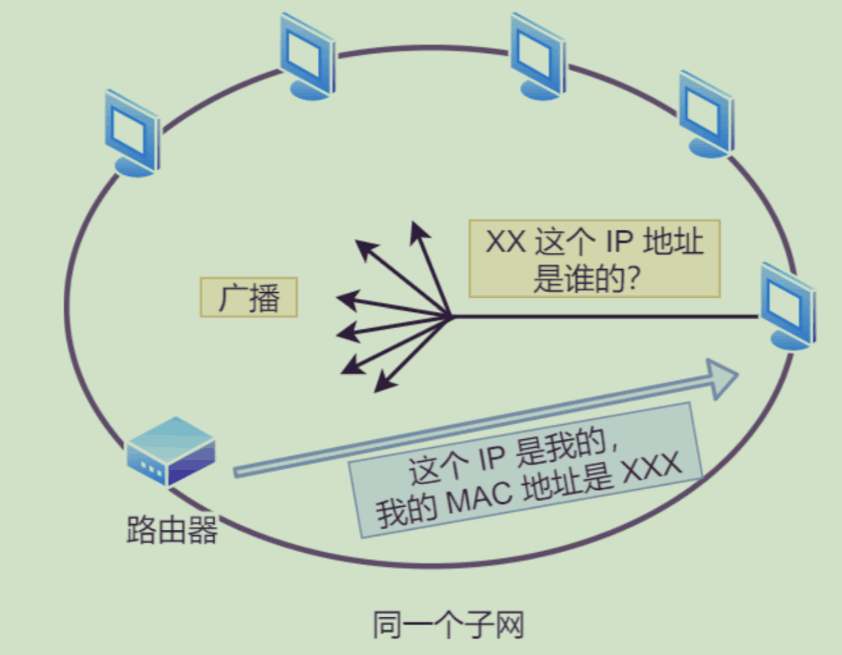 XX 这个 IP 地址
是谁的？
广播
这个 IP 是我的，
我的 MAC 地址是 XXX
路由器
同一个子网